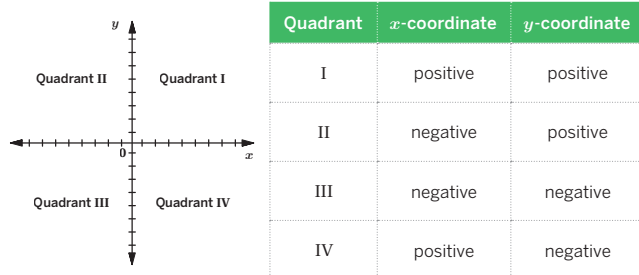 y
Quadrant II Quadrant I
0
x
Quadrant III Quadrant IV
Quadrant x-coordinate y-coordinate
I positive positive
II negative positive
III negative negative
IV positive negative